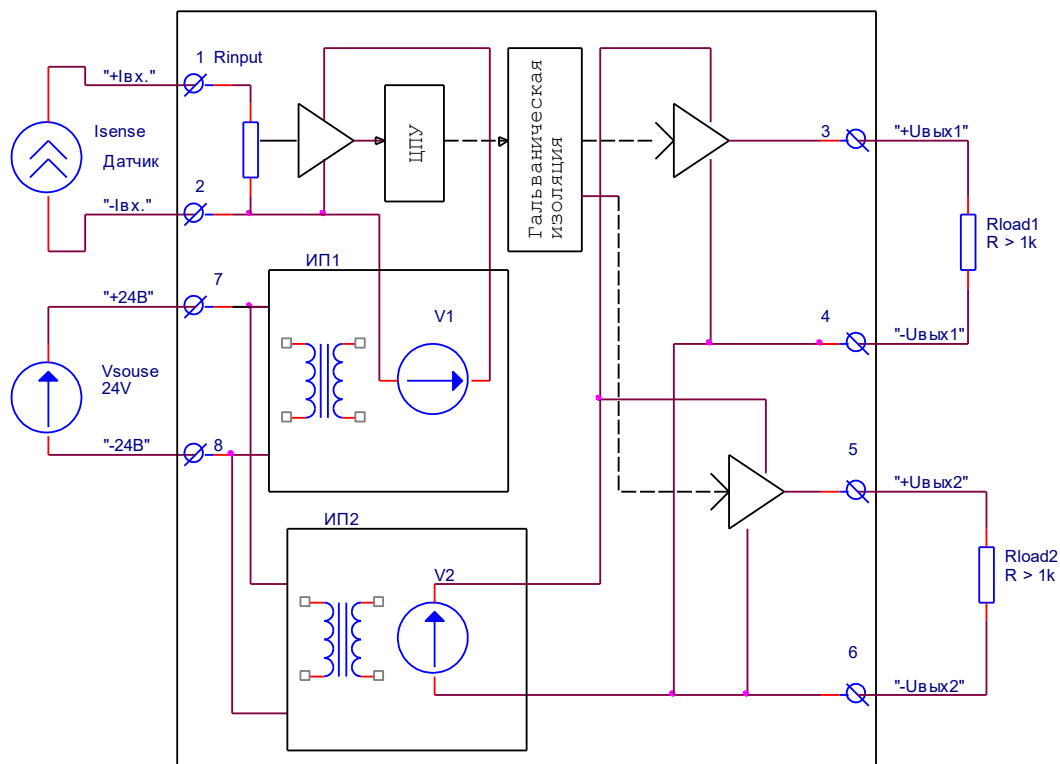 1 Rinput
"+Iвх."
Isense
Датчик
2
"-Iвх."
ЦПУ
Гальваническая
изоляция
3
"+Uвых1"
Rload1
R > 1k
4
"-Uвых1"
ИП1
7
"+24В"
V1
Vsouse
24V
"-24В"
8
5
"+Uвых2"
ИП2
V2
Rload2
R > 1k
6
"-Uвых2"